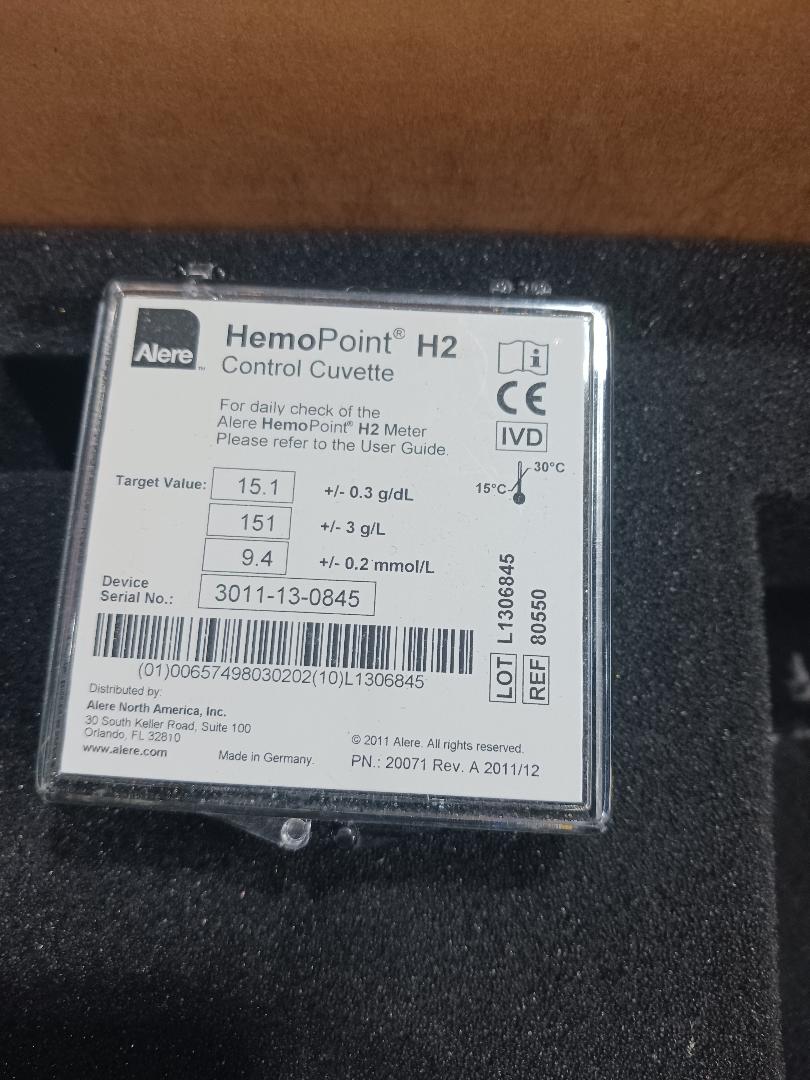 Alere™
HemoPoint® H2
Control Cuvette
For daily check of the
Alere HemoPoint® H2 Meter
Please refer to the User Guide.
i
CE
IVD
30°C
15°C
Target Value: 15.1 +/- 0.3 g/dL
151 +/- 3 g/L
9.4 +/- 0.2 mmol/L
Device
Serial No.: 3011-13-0845
LOT L1306845
REF 80550
(01)00657498030202(10)L1306845
Distributed by:
Alere North America, Inc.
30 South Keller Road, Suite 100
Orlando, FL 32810
www.alere.com
Made in Germany.
© 2011 Alere. All rights reserved.
PN.: 20071 Rev. A 2011/12